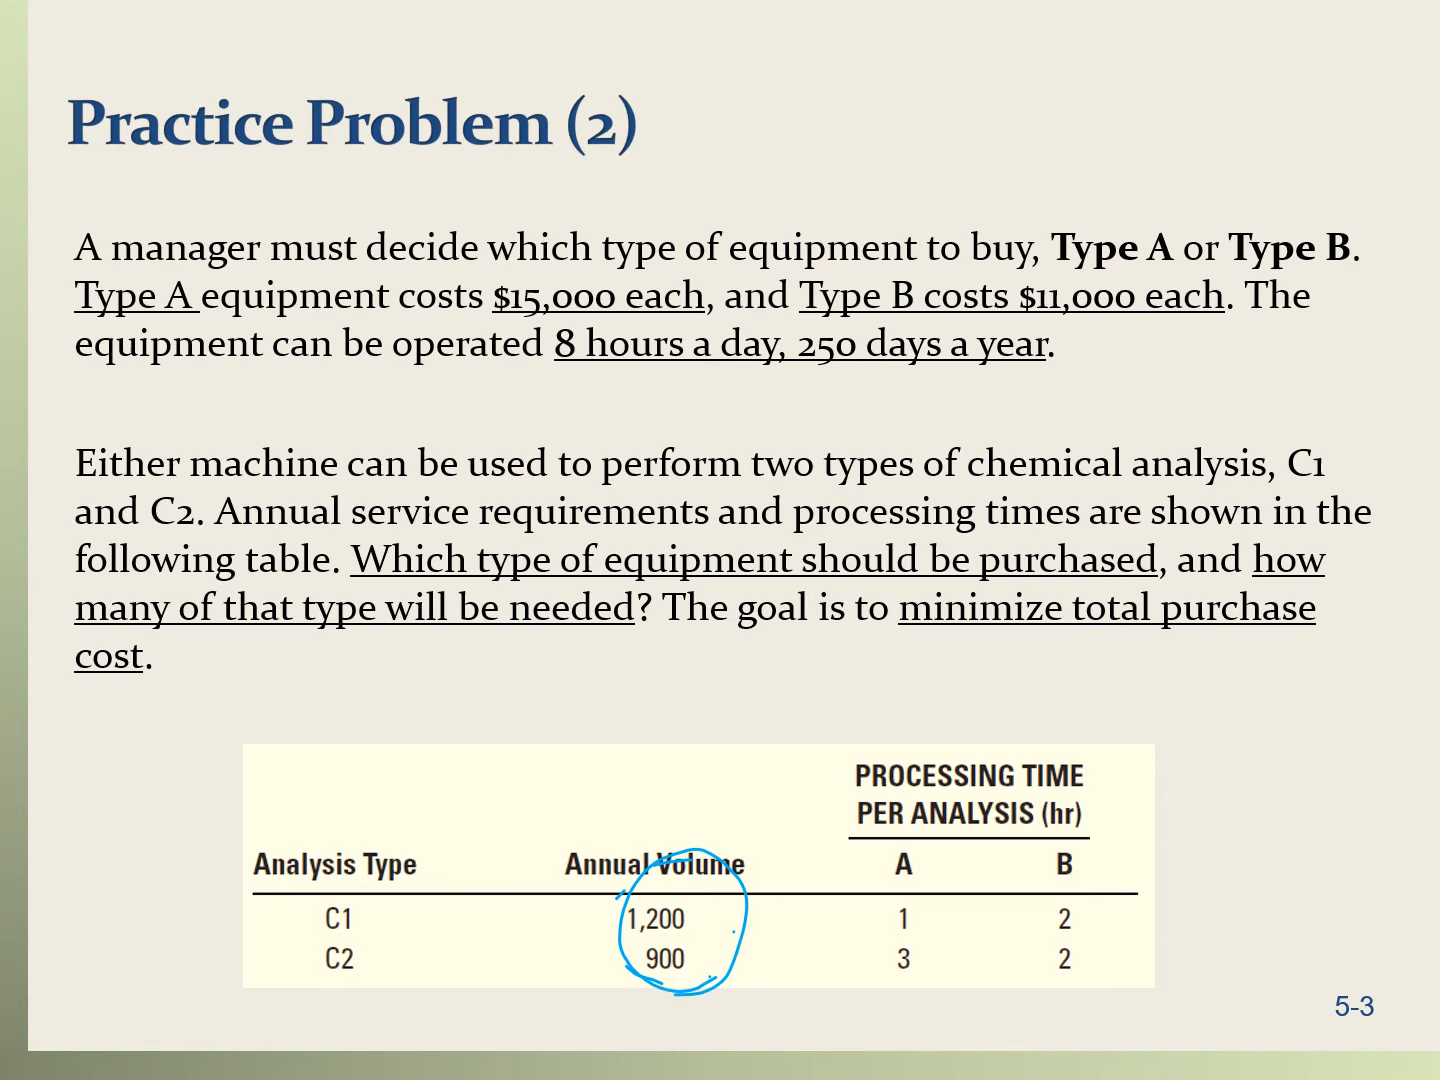 Practice Problem (2)
A manager must decide which type of equipment to buy, Type A or Type B.
Type A equipment costs $15,000 each, and Type B costs $11,000 each. The
equipment can be operated 8 hours a day, 250 days a year.
Either machine can be used to perform two types of chemical analysis, C1
and C2. Annual service requirements and processing times are shown in the
following table. Which type of equipment should be purchased, and how
many of that type will be needed? The goal is to minimize total purchase
cost.
PROCESSING TIME
PER ANALYSIS (hr)
Analysis Type Annual Volume A B
C1 1,200 1 2
C2 900 3 2
5-3